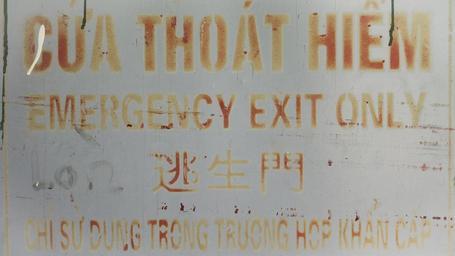 CỬA THOÁT HIỂM
EMERGENCY EXIT ONLY
逃生門
CHỈ SỬ DỤNG TRONG TRƯỜNG HỢP KHẨN CẤP